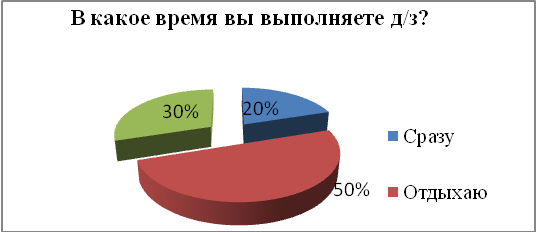 В какое время вы выполняете д/з?
30%
20%
Сразу
50%
Отдыхаю